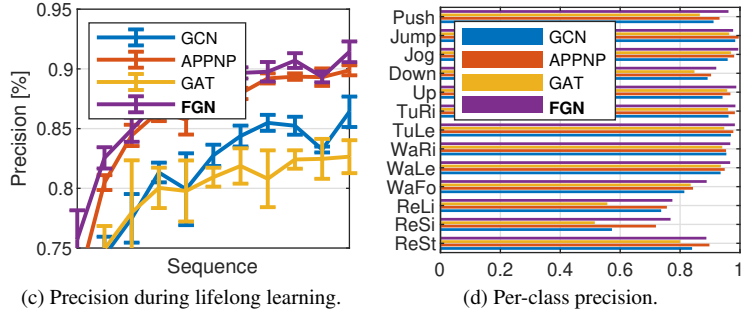 0.95
0.9
0.85
0.8
0.75
Precision [%]
GCN
APPNP
GAT
FGN
Sequence
(c) Precision during lifelong learning.
Push
Jump
Jog
Down
Up
TuRi
TuLe
WaRi
WaLe
WaFo
ReLi
ReSi
ReSt
GCN
APPNP
GAT
FGN
0 0.2 0.4 0.6 0.8 1
(d) Per-class precision.